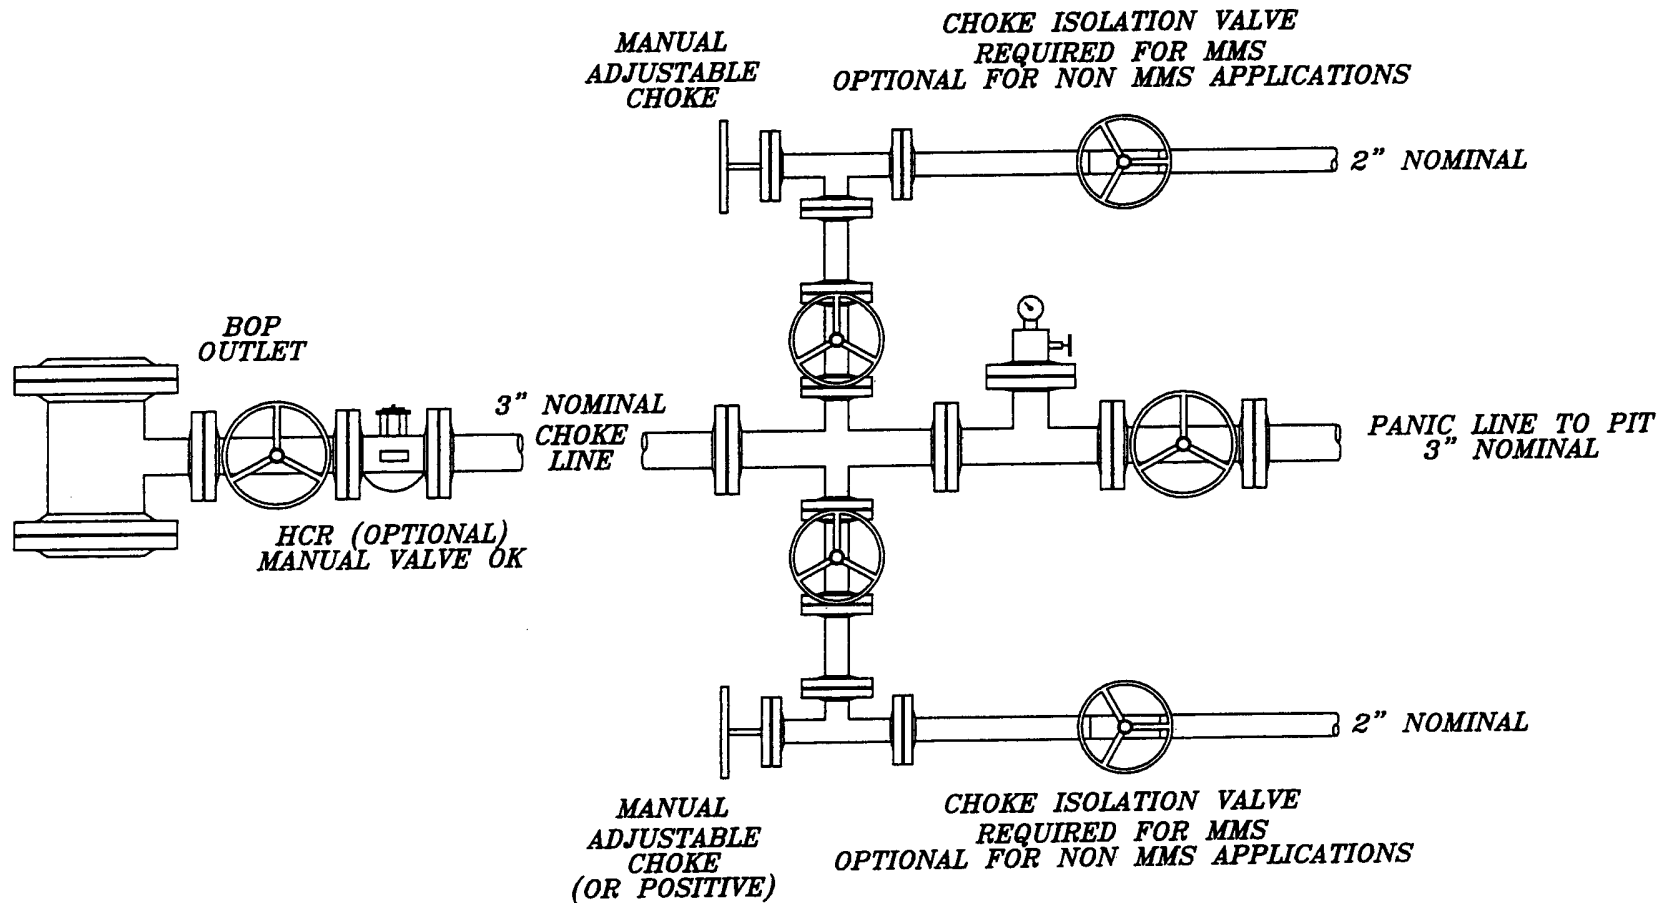 MANUAL
ADJUSTABLE
CHOKE
CHOKE ISOLATION VALVE
REQUIRED FOR MMS
OPTIONAL FOR NON MMS APPLICATIONS
2" NOMINAL
BOP
OUTLET
3" NOMINAL
CHOKE
LINE
PANIC LINE TO PIT
3" NOMINAL
HCR (OPTIONAL)
MANUAL VALVE OK
2" NOMINAL
MANUAL
ADJUSTABLE
CHOKE
(OR POSITIVE)
CHOKE ISOLATION VALVE
REQUIRED FOR MMS
OPTIONAL FOR NON MMS APPLICATIONS